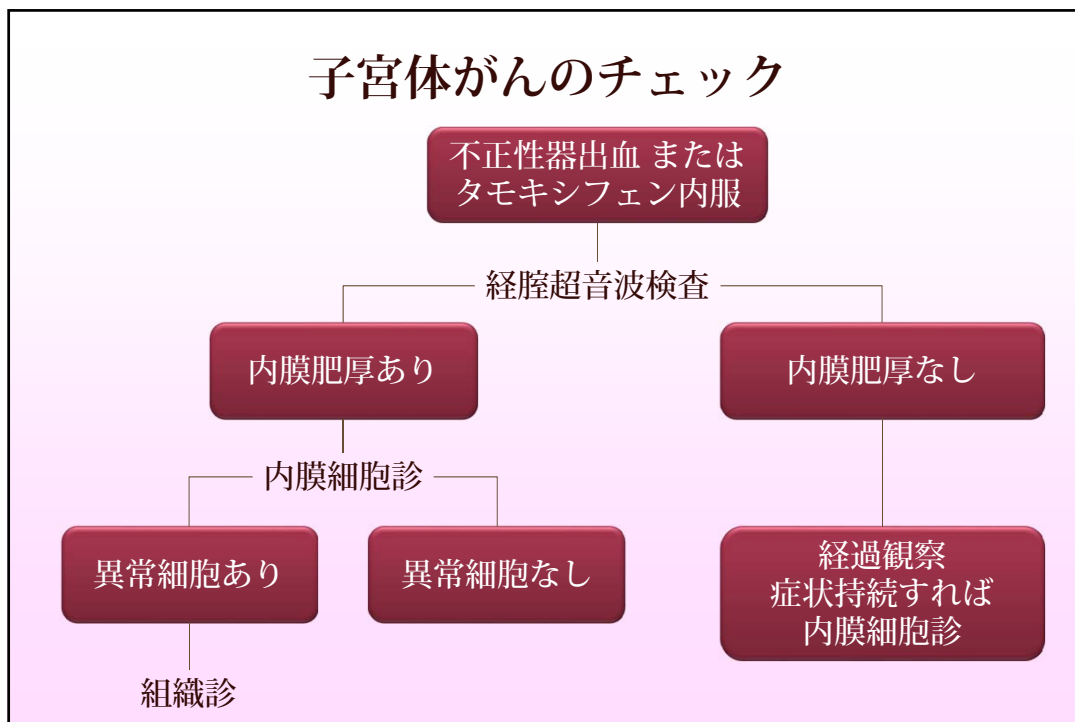 子宮体がんのチェック
不正性器出血 または
タモキシフェン内服
経腟超音波検査
内膜肥厚あり
内膜肥厚なし
内膜細胞診
異常細胞あり
異常細胞なし
経過観察
症状持続すれば
内膜細胞診
組織診